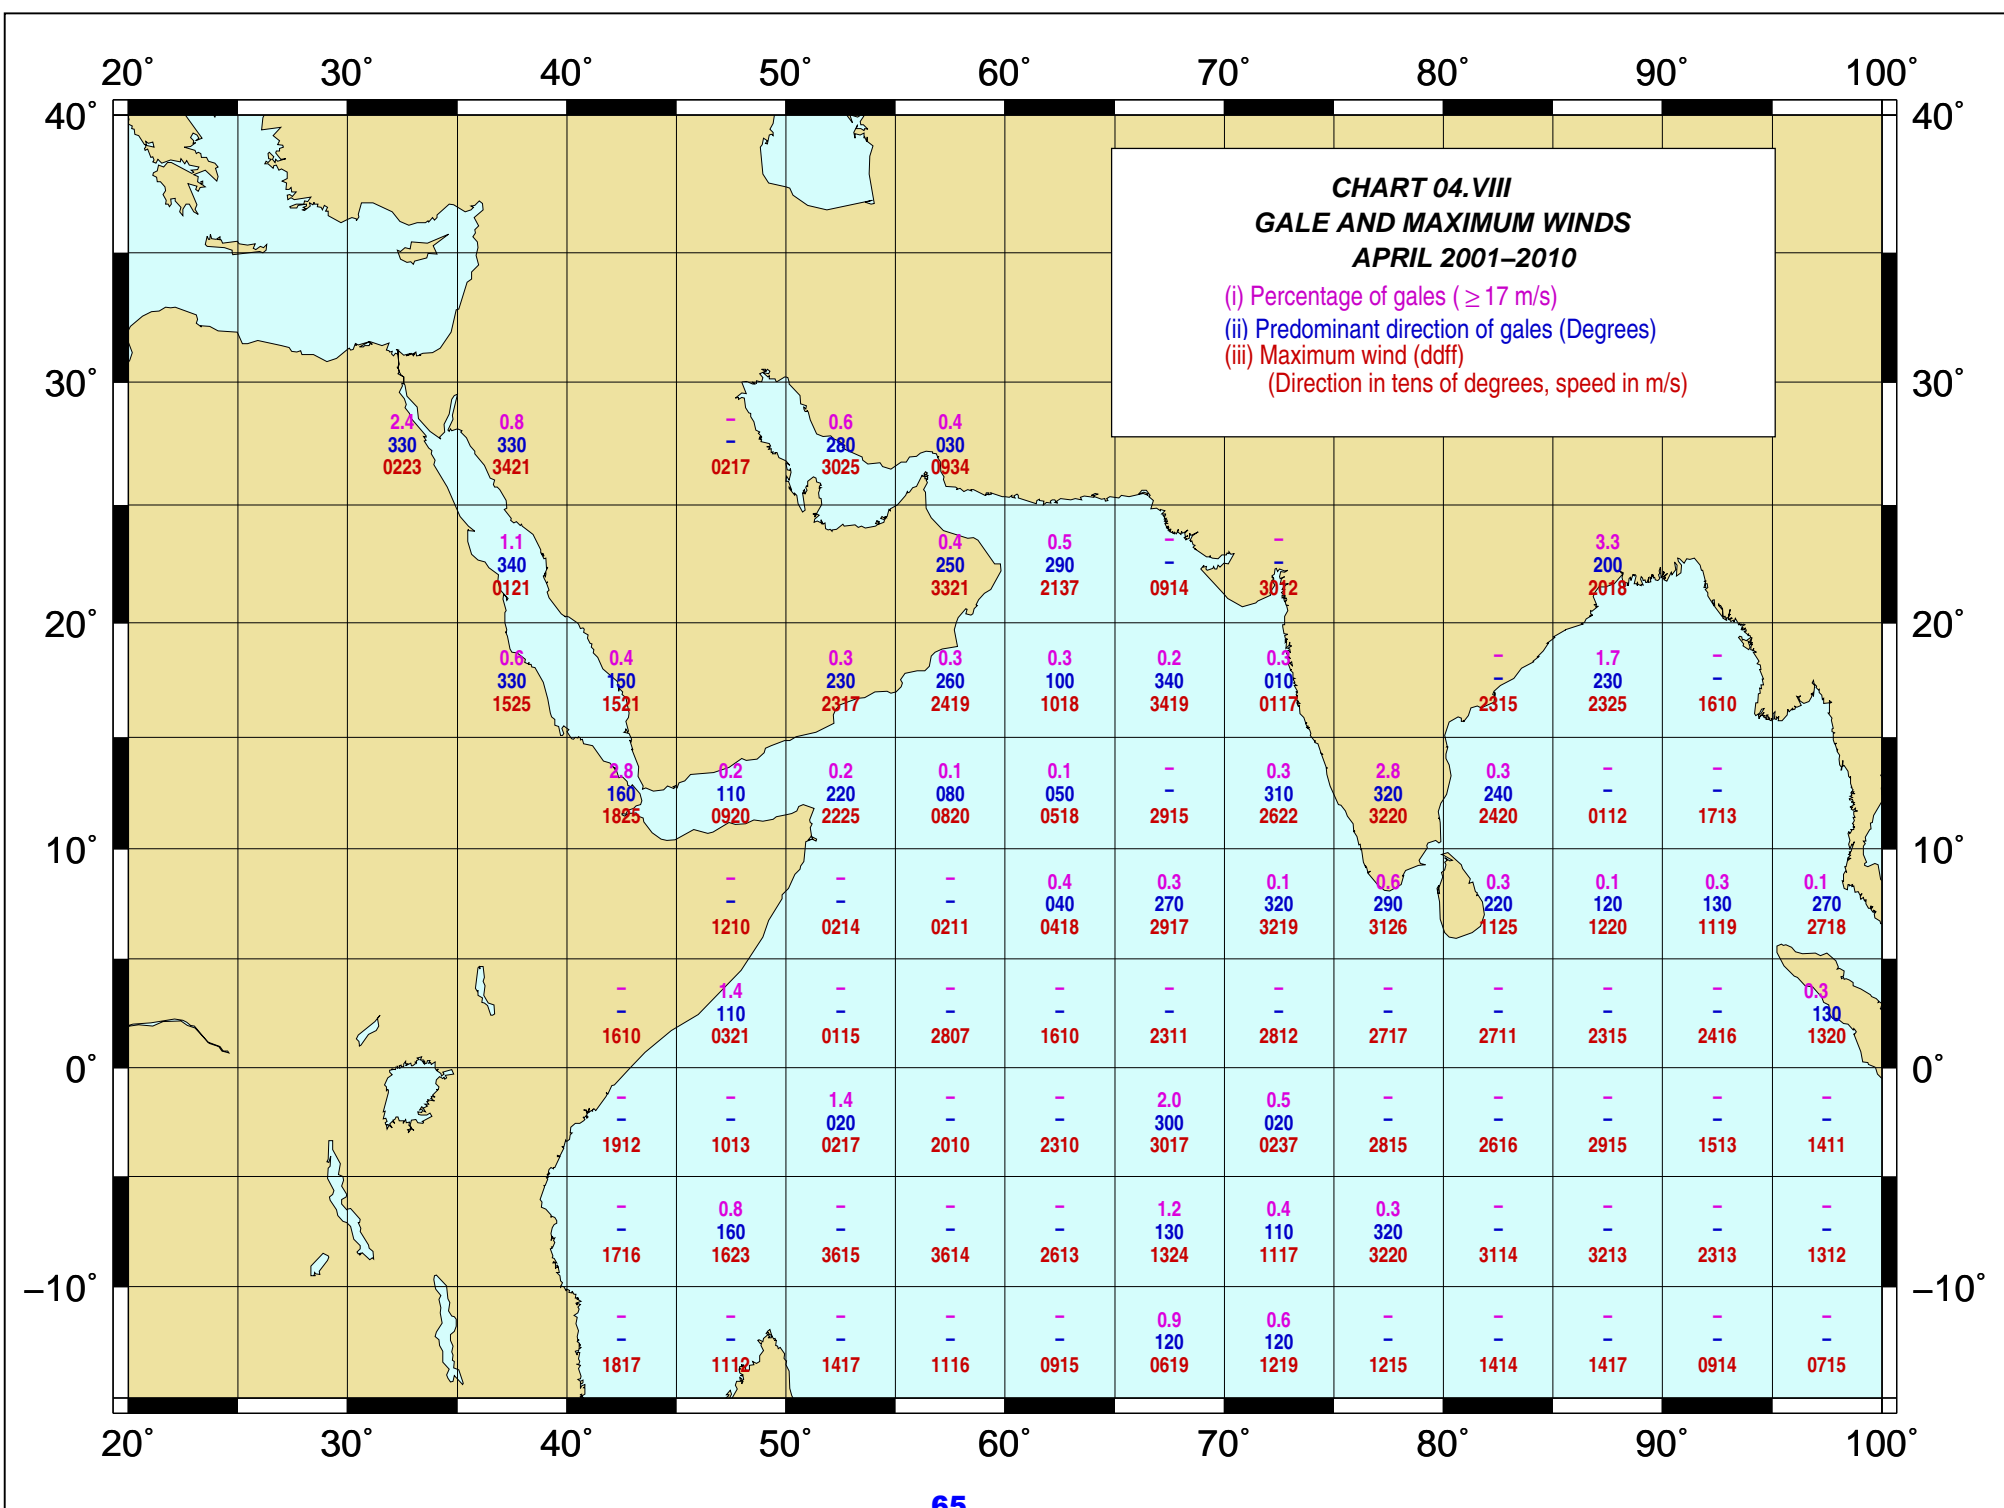 20° 30° 40° 50° 60° 70° 80° 90° 100°
40° 40°
CHART 04.VIII
GALE AND MAXIMUM WINDS
APRIL 2001–2010
(i) Percentage of gales ( ≥ 17 m/s)
(ii) Predominant direction of gales (Degrees)
(iii) Maximum wind (ddff)
(Direction in tens of degrees, speed in m/s)
30° 30°
2.4 0.8 – 0.6 0.4
330 330 – 280 030
0223 3421 0217 3025 0934
1.1 0.4 0.5 – – 3.3
340 250 290 – – 200
0121 3321 2137 0914 3012 2018
20° 20°
0.6 0.4 0.3 0.3 0.3 0.2 0.3 – 1.7 –
330 150 230 260 100 340 010 – 230 –
1525 1521 2317 2419 1018 3419 0117 2315 2325 1610
2.8 0.2 0.2 0.1 0.1 – 0.3 2.8 0.3 – –
160 110 220 080 050 – 310 320 240 – –
1825 0920 2225 0820 0518 2915 2622 3220 2420 0112 1713
10° 10°
– – – 0.4 0.3 0.1 0.6 0.3 0.1 0.3 0.1
– – – 040 270 320 290 220 120 130 270
1210 0214 0211 0418 2917 3219 3126 1125 1220 1119 2718
– 1.4 – – – – – – – – – 0.3
– 110 – – – – – – – – – 130
1610 0321 0115 2807 1610 2311 2812 2717 2711 2315 2416 1320
0° 0°
– – 1.4 – – 2.0 0.5 – – – – –
– – 020 – – 300 020 – – – – –
1912 1013 0217 2010 2310 3017 0237 2815 2616 2915 1513 1411
– 0.8 – – – 1.2 0.4 0.3 – – – –
– 160 – – – 130 110 320 – – – –
1716 1623 3615 3614 2613 1324 1117 3220 3114 3213 2313 1312
–10° –10°
– – – – – 0.9 0.6 – – – – –
– – – – – 120 120 – – – – –
1817 1112 1417 1116 0915 0619 1219 1215 1414 1417 0914 0715
20° 30° 40° 50° 60° 70° 80° 90° 100°
65